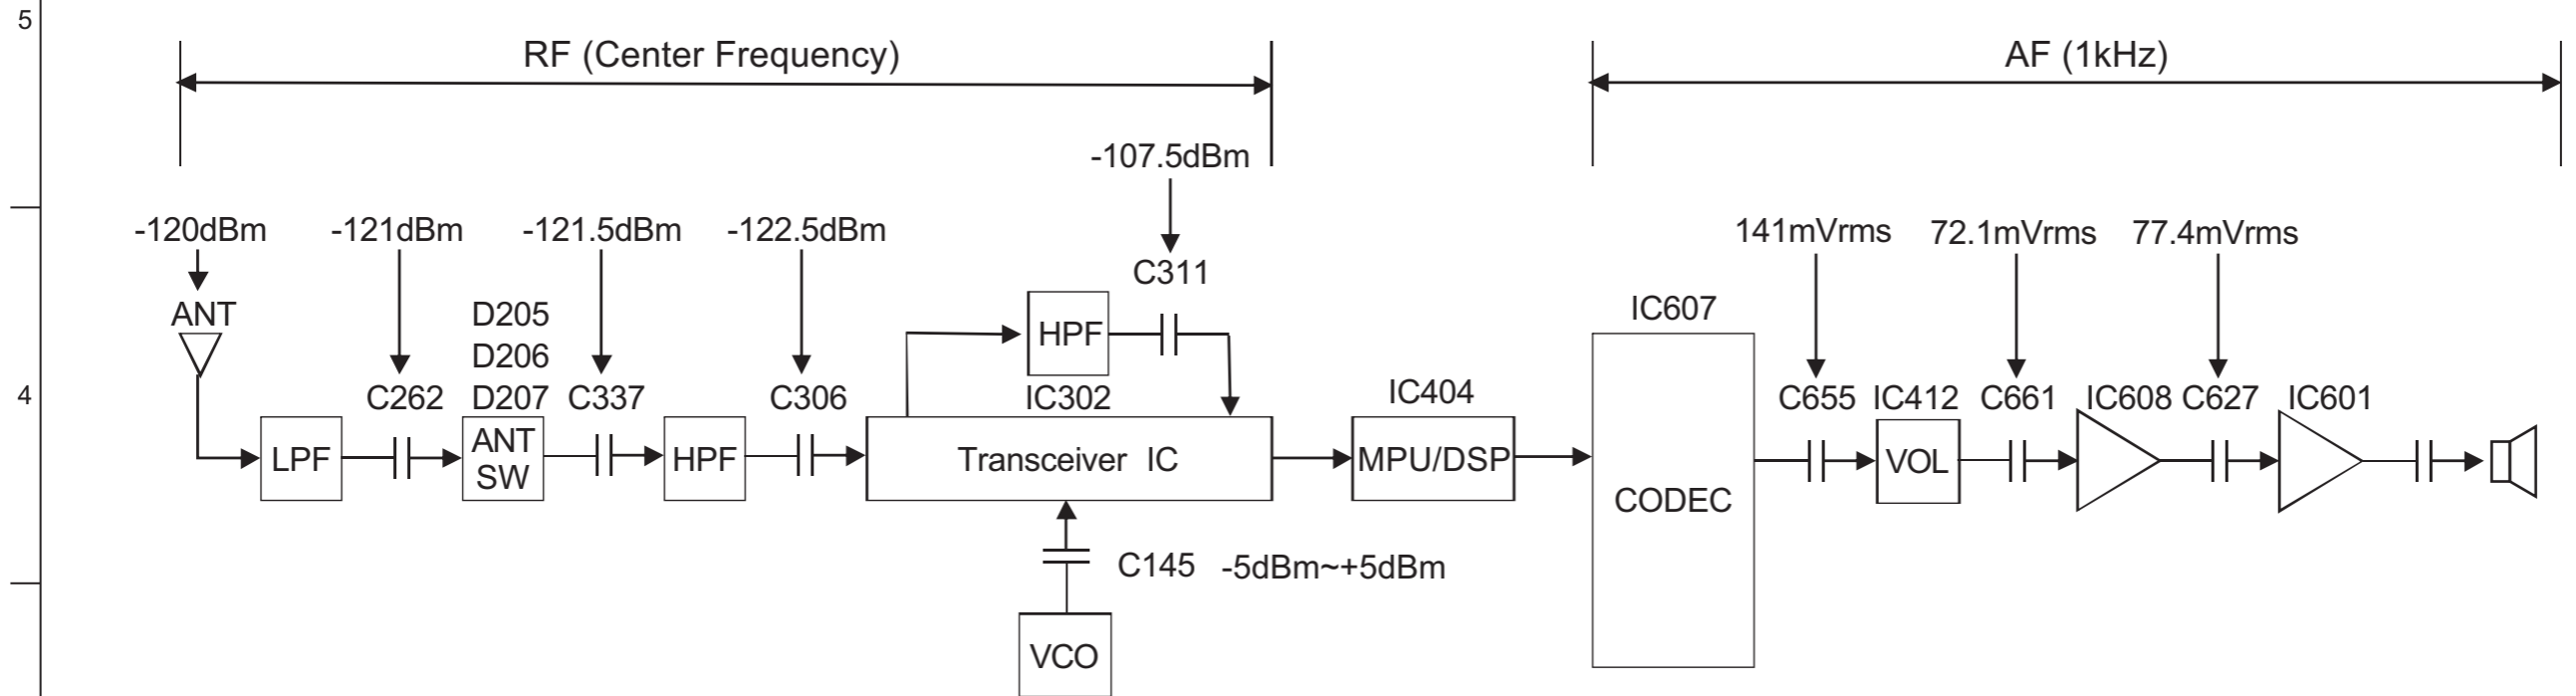 5
RF (Center Frequency)
AF (1kHz)
-107.5dBm
-120dBm
-121dBm
-121.5dBm
-122.5dBm
141mVrms
72.1mVrms
77.4mVrms
C311
ANT
D205
D206
D207
HPF
IC607
4
C262
C337
C306
IC302
IC404
C655
IC412
C661
IC608
C627
IC601
LPF
ANT
SW
HPF
Transceiver IC
MPU/DSP
CODEC
VOL
C145
-5dBm~+5dBm
VCO